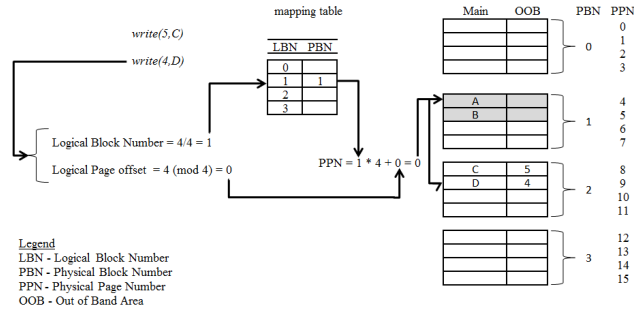 mapping table
Main OOB PBN PPN
write(5,C)
write(4,D)
LBN PBN
0
1 1
2
3
0
0
1
2
3
Logical Block Number = 4/4 = 1
Logical Page offset = 4 (mod 4) = 0
PPN = 1 * 4 + 0 = 0
A
B
1
4
5
6
7
C 5
D 4
2
8
9
10
11
3
12
13
14
15
Legend
LBN - Logical Block Number
PBN - Physical Block Number
PPN - Physical Page Number
OOB - Out of Band Area